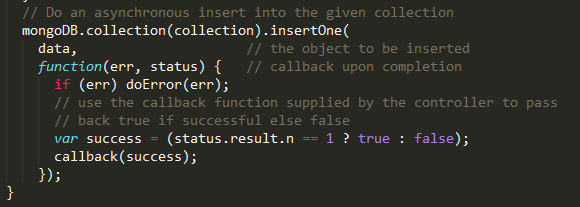 // Do an asynchronous insert into the given collection
mongoDB.collection(collection).insertOne(
data, // the object to be inserted
function(err, status) { // callback upon completion
if (err) doError(err);
// use the callback function supplied by the controller to pass
// back true if successful else false
var success = (status.result.n == 1 ? true : false);
callback(success);
});
}